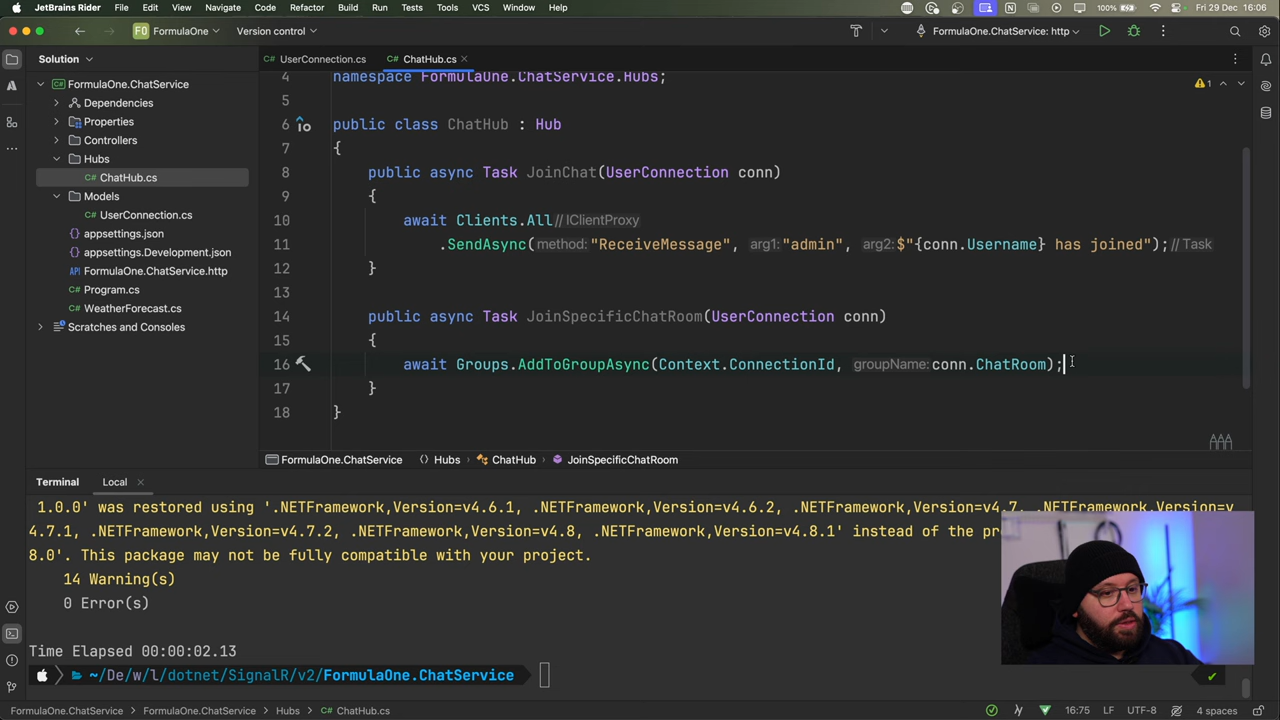 JetBrains Rider File Edit View Navigate Code Refactor Build Run Tests Tools VCS Window Help 100% Fri 29 Dec 16:06
FO FormulaOne Version control FormulaOne.ChatService: http
Solution UserConnection.cs ChatHub.cs
FormulaOne.ChatService
Dependencies
Properties
Controllers
Hubs
ChatHub.cs
Models
UserConnection.cs
appsettings.json
appsettings.Development.json
FormulaOne.ChatService.http
Program.cs
WeatherForecast.cs
Scratches and Consoles
1
4 namespace FormulaOne.ChatService.Hubs;
5
6 public class ChatHub : Hub
7 {
8 public async Task JoinChat(UserConnection conn)
9 {
10 await Clients.All // IClientProxy
11 .SendAsync( method: "ReceiveMessage", arg1: "admin", arg2: $"{conn.Username} has joined"); // Task
12 }
13
14 public async Task JoinSpecificChatRoom(UserConnection conn)
15 {
16 await Groups.AddToGroupAsync(Context.ConnectionId, groupName: conn.ChatRoom);
17 }
18 }
FormulaOne.ChatService Hubs ChatHub JoinSpecificChatRoom
Terminal Local
1.0.0' was restored using '.NETFramework,Version=v4.6.1, .NETFramework,Version=v4.6.2, .NETFramework,Version=v4.7, .NETFramework,Version=v
4.7.1, .NETFramework,Version=v4.7.2, .NETFramework,Version=v4.8, .NETFramework,Version=v4.8.1' instead of the pr
8.0'. This package may not be fully compatible with your project.
14 Warning(s)
0 Error(s)
Time Elapsed 00:00:02.13
~/De/w/l/dotnet/SignalR/v2/FormulaOne.ChatService
FormulaOne.ChatService FormulaOne.ChatService Hubs ChatHub.cs 16:75 LF UTF-8 4 spaces